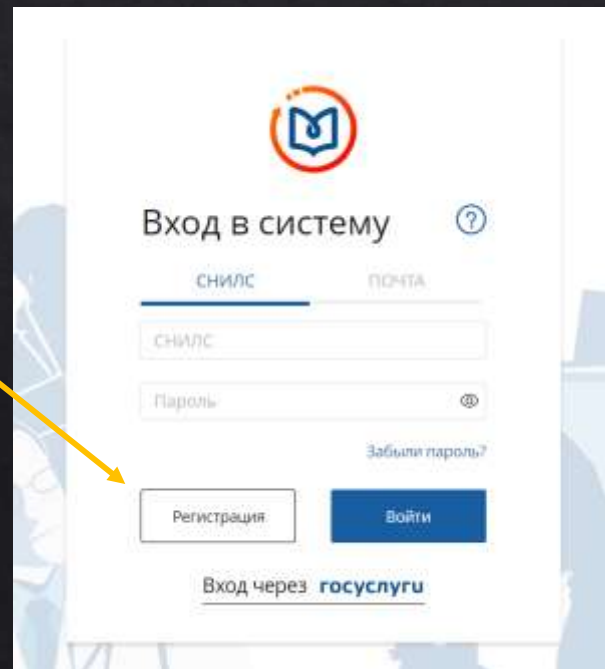 Вход в систему
СНИЛС ПОЧТА
СНИЛС
Пароль
Забыли пароль?
Регистрация Войти
Вход через госуслуги